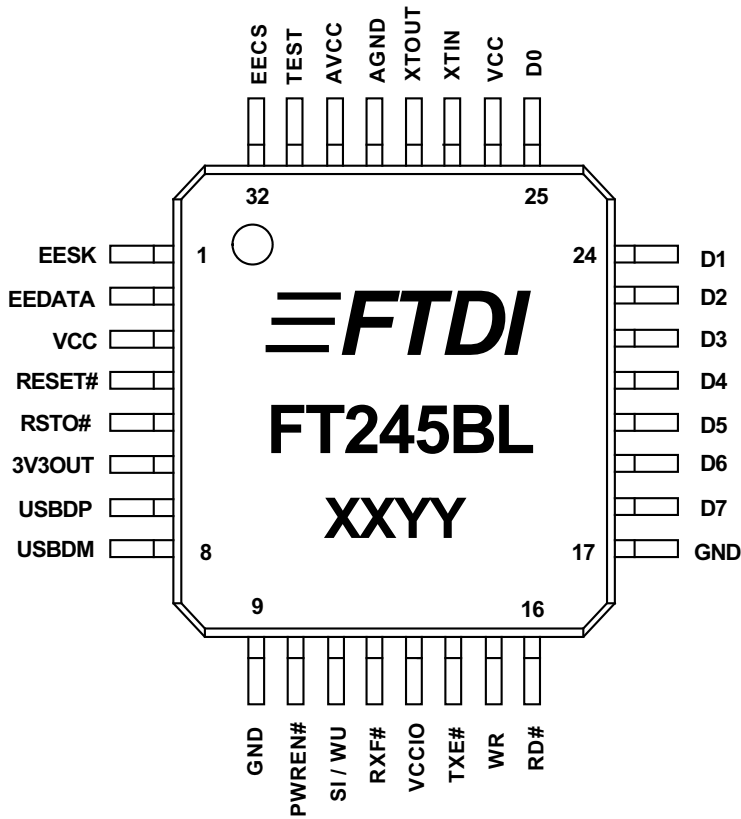 EECS TEST AVCC AGND XTOUT XTIN VCC D0
32 25
EESK 1 24 D1
EEDATA D2
VCC D3
RESET# D4
RSTO# D5
3V3OUT D6
USBDP D7
USBDM 8 17 GND
FTDI
FT245BL
XXYY
9 16
GND PWREN# SI / WU RXF# VCCIO TXE# WR RD#